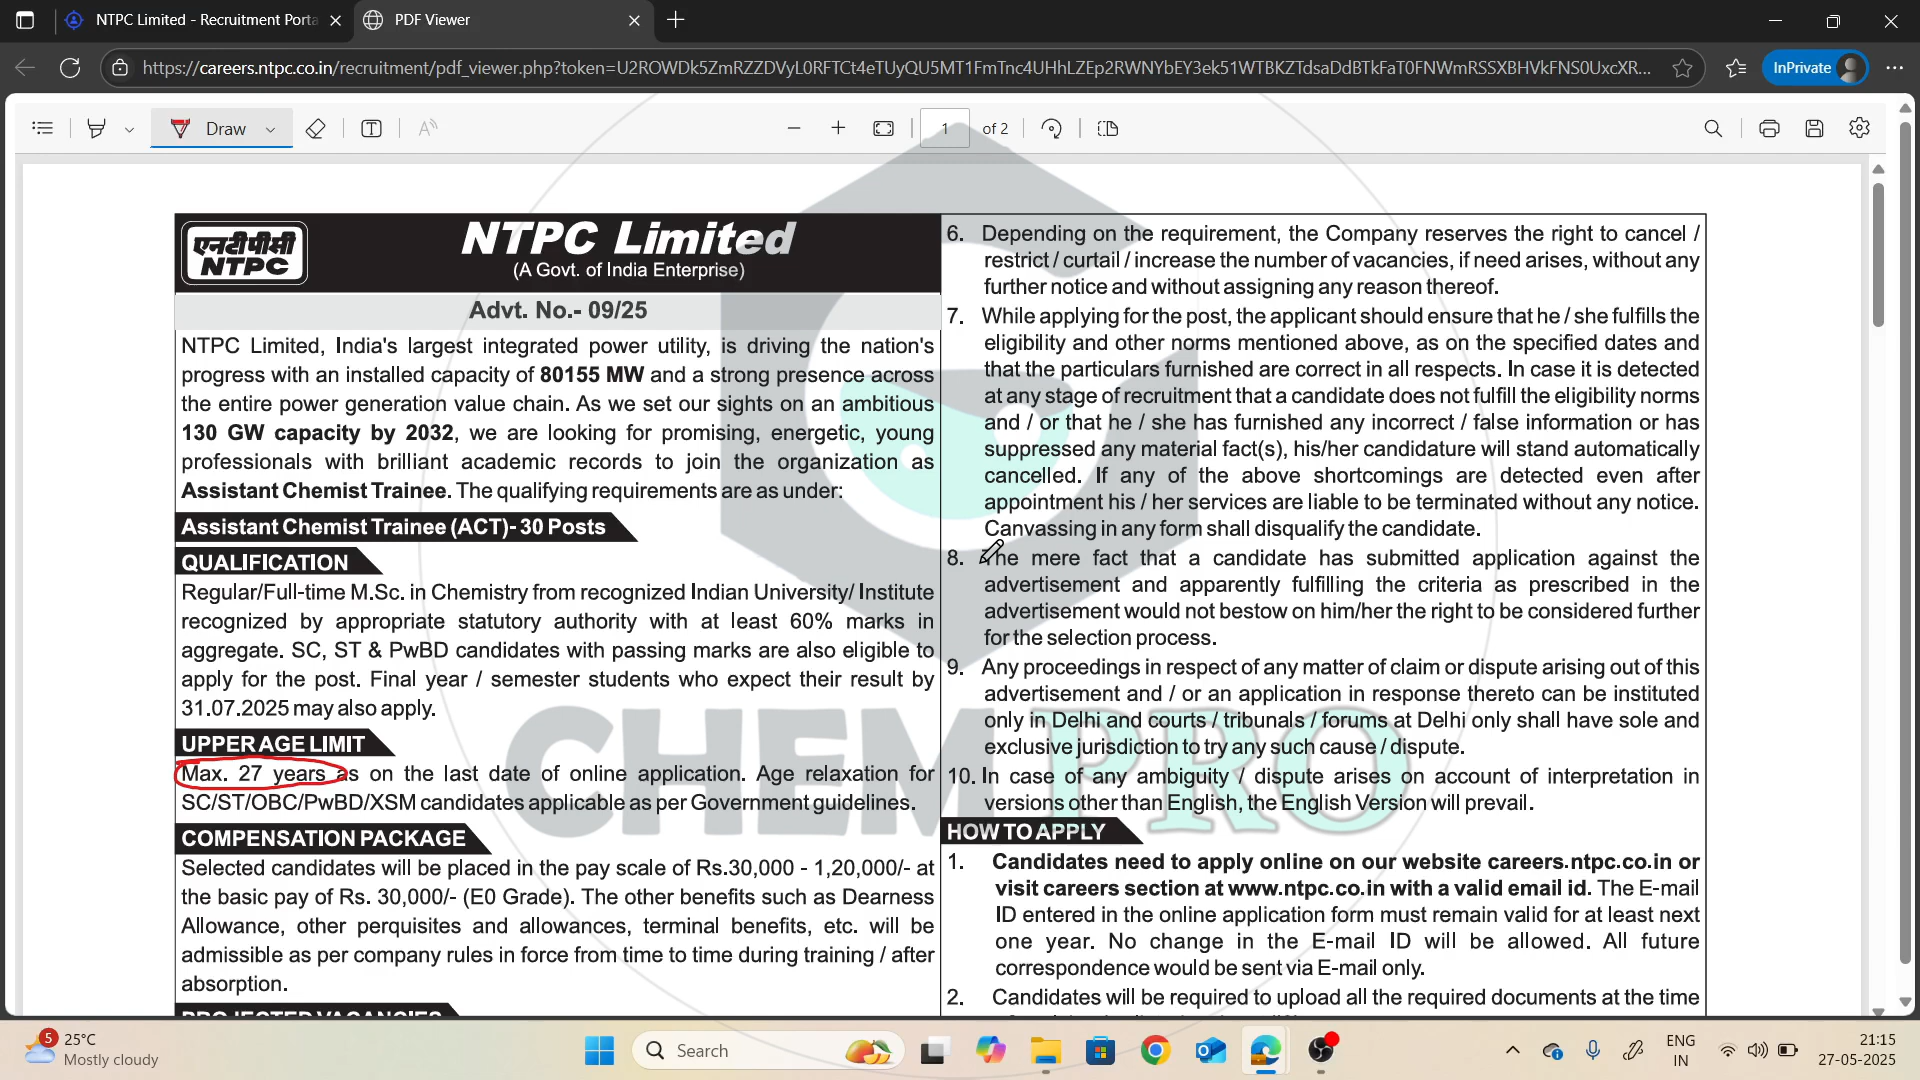 NTPC Limited - Recruitment Porta
PDF Viewer
https://careers.ntpc.co.in/recruitment/pdf_viewer.php?token=U2ROWDk5ZmRZZDVyL0RFTCt4eTUyQU5MT1FmTnc4UHhLZEp2RWNYbEY3ek51WTBKZTdsaDdBTkFaT0FNWmRSSXBHVkFNS0UxcXR...
InPrivate
Draw
1 of 2
एनटीपीसी
NTPC
NTPC Limited
(A Govt. of India Enterprise)
Advt. No.- 09/25
NTPC Limited, India's largest integrated power utility, is driving the nation's
progress with an installed capacity of 80155 MW and a strong presence across
the entire power generation value chain. As we set our sights on an ambitious
130 GW capacity by 2032, we are looking for promising, energetic, young
professionals with brilliant academic records to join the organization as
Assistant Chemist Trainee. The qualifying requirements are as under:
Assistant Chemist Trainee (ACT)- 30 Posts
QUALIFICATION
Regular/Full-time M.Sc. in Chemistry from recognized Indian University/ Institute
recognized by appropriate statutory authority with at least 60% marks in
aggregate. SC, ST & PwBD candidates with passing marks are also eligible to
apply for the post. Final year / semester students who expect their result by
31.07.2025 may also apply.
UPPER AGE LIMIT
Max. 27 years as on the last date of online application. Age relaxation for
SC/ST/OBC/PwBD/XSM candidates applicable as per Government guidelines.
COMPENSATION PACKAGE
Selected candidates will be placed in the pay scale of Rs.30,000 - 1,20,000/- at
the basic pay of Rs. 30,000/- (E0 Grade). The other benefits such as Dearness
Allowance, other perquisites and allowances, terminal benefits, etc. will be
admissible as per company rules in force from time to time during training / after
absorption.
PROJECTED VACANCIES
6. Depending on the requirement, the Company reserves the right to cancel /
restrict / curtail / increase the number of vacancies, if need arises, without any
further notice and without assigning any reason thereof.
7. While applying for the post, the applicant should ensure that he / she fulfills the
eligibility and other norms mentioned above, as on the specified dates and
that the particulars furnished are correct in all respects. In case it is detected
at any stage of recruitment that a candidate does not fulfill the eligibility norms
and / or that he / she has furnished any incorrect / false information or has
suppressed any material fact(s), his/her candidature will stand automatically
cancelled. If any of the above shortcomings are detected even after
appointment his / her services are liable to be terminated without any notice.
Canvassing in any form shall disqualify the candidate.
8. The mere fact that a candidate has submitted application against the
advertisement and apparently fulfilling the criteria as prescribed in the
advertisement would not bestow on him/her the right to be considered further
for the selection process.
9. Any proceedings in respect of any matter of claim or dispute arising out of this
advertisement and / or an application in response thereto can be instituted
only in Delhi and courts / tribunals / forums at Delhi only shall have sole and
exclusive jurisdiction to try any such cause / dispute.
10. In case of any ambiguity / dispute arises on account of interpretation in
versions other than English, the English Version will prevail.
HOW TO APPLY
1. Candidates need to apply online on our website careers.ntpc.co.in or
visit careers section at www.ntpc.co.in with a valid email id. The E-mail
ID entered in the online application form must remain valid for at least next
one year. No change in the E-mail ID will be allowed. All future
correspondence would be sent via E-mail only.
2. Candidates will be required to upload all the required documents at the time
CHEM PRO
5
25°C
Mostly cloudy
Search
ENG
IN
21:15
27-05-2025